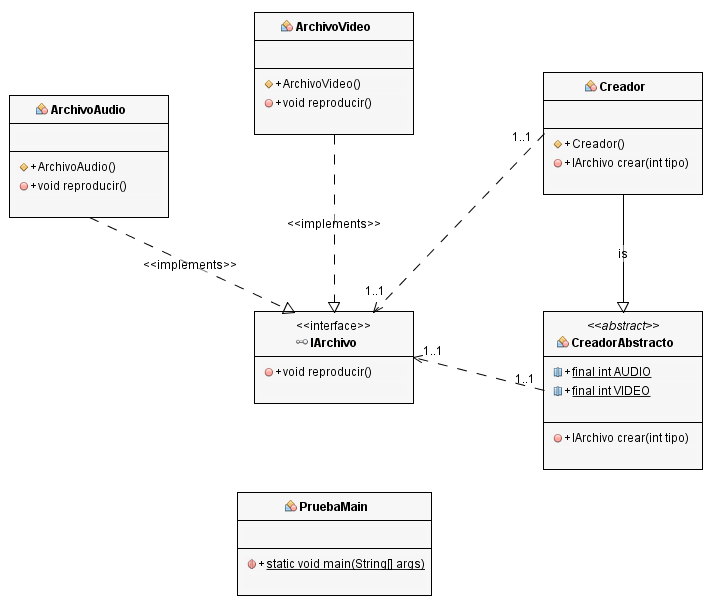 ArchivoVideo
+ArchivoVideo()
+void reproducir()
ArchivoAudio
+ArchivoAudio()
+void reproducir()
Creador
+Creador()
+IArchivo crear(int tipo)
1..1
<<implements>>
<<implements>>
is
1..1
<<interface>>
IArchivo
+void reproducir()
<<abstract>>
CreadorAbstracto
+final int AUDIO
+final int VIDEO
+IArchivo crear(int tipo)
1..1
1..1
PruebaMain
+static void main(String[] args)